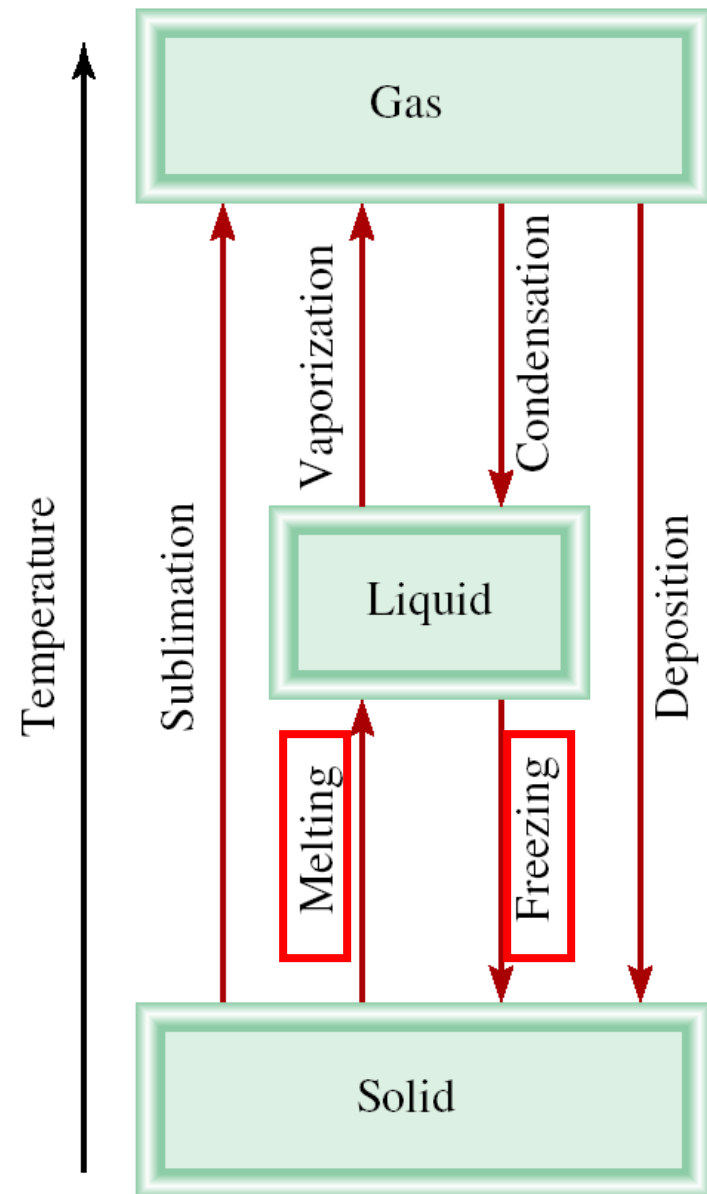 Gas
Vaporization
Condensation
Temperature
Sublimation
Liquid
Deposition
Melting
Freezing
Solid